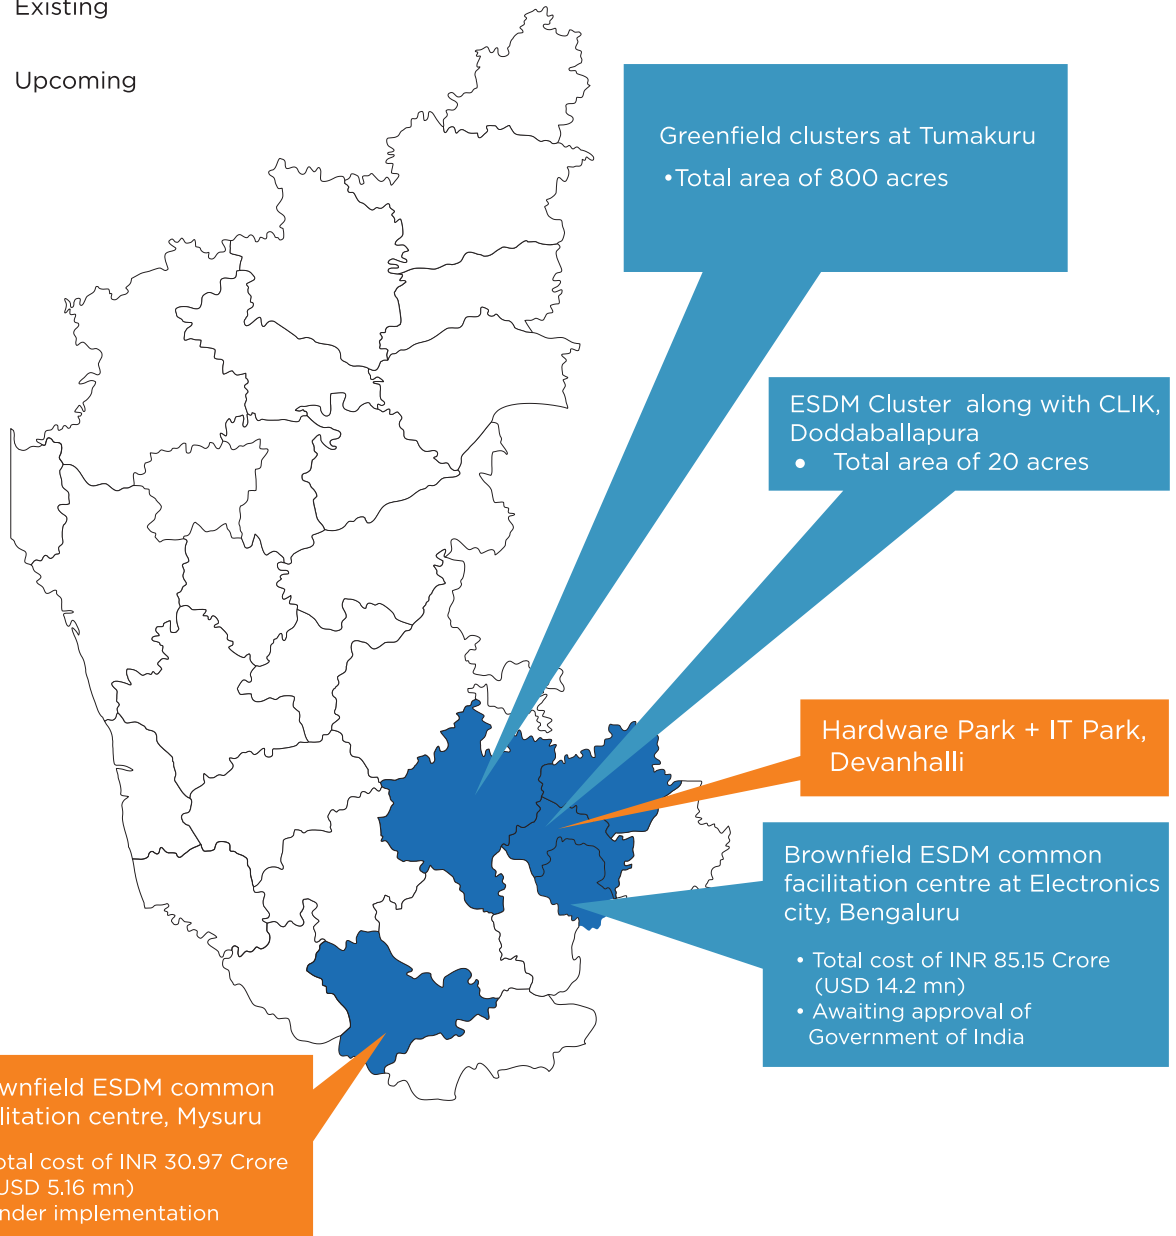 Existing
Upcoming
Greenfield clusters at Tumakuru
•Total area of 800 acres
ESDM Cluster along with CLIK,
Doddaballapura
• Total area of 20 acres
Hardware Park + IT Park,
Devanhalli
Brownfield ESDM common
facilitation centre at Electronics
city, Bengaluru
• Total cost of INR 85.15 Crore
(USD 14.2 mn)
• Awaiting approval of
Government of India
wnfield ESDM common
litation centre, Mysuru
otal cost of INR 30.97 Crore
USD 5.16 mn)
nder implementation